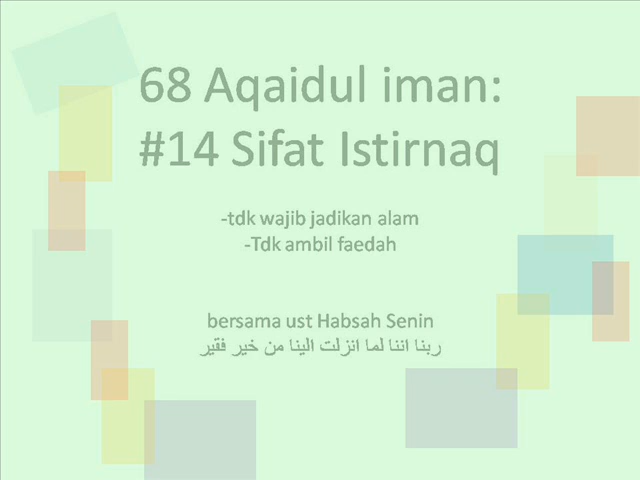 68 Aqaidul iman:
#14 Sifat Istirnaq
-tdk wajib jadikan alam
-Tdk ambil faedah
bersama ust Habsah Senin
ربنا اننا لما انزلت الينا من خير فقير